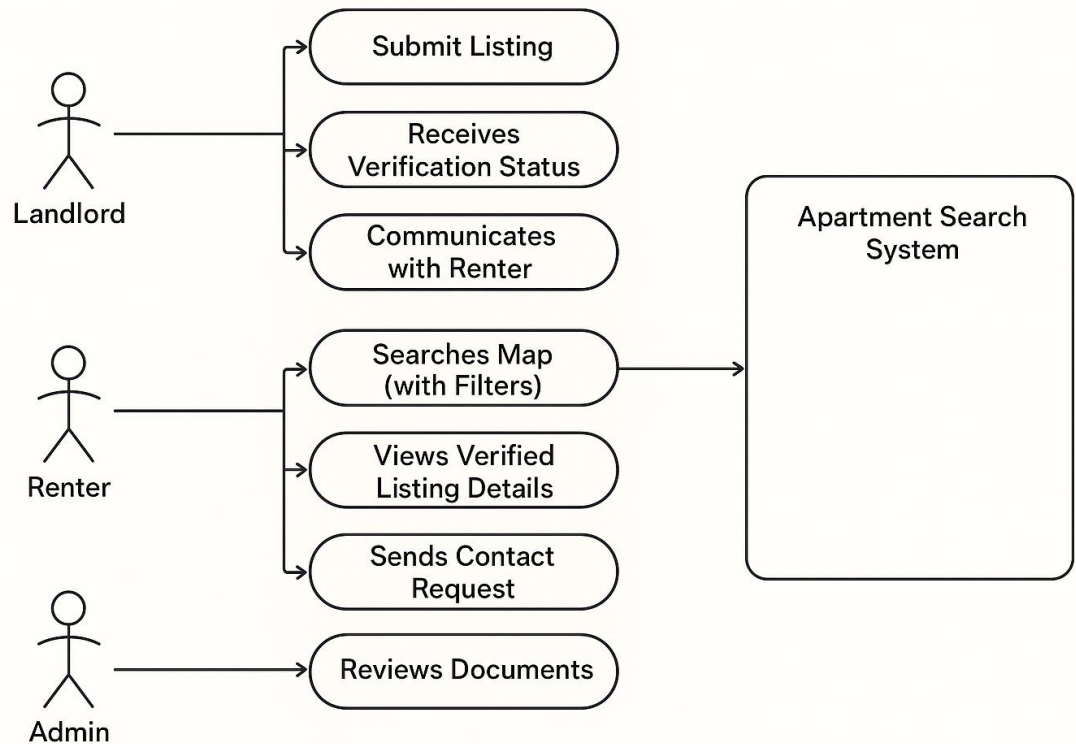 Submit Listing
Receives
Verification Status
Landlord
Communicates
with Renter
Apartment Search
System
Searches Map
(with Filters)
Renter
Views Verified
Listing Details
Sends Contact
Request
Reviews Documents
Admin